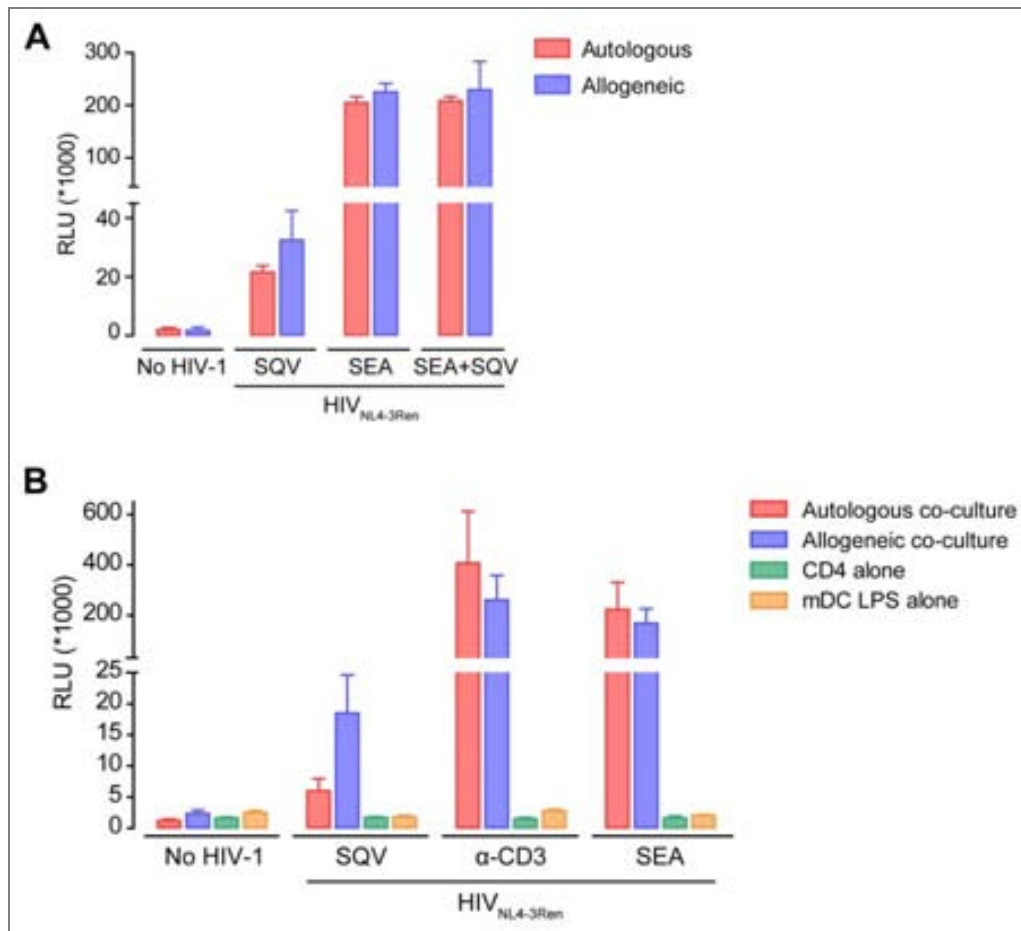 A
300
200
100
40
20
0
RLU (*1000)
Autologous
Allogeneic
No HIV-1 SQV SEA SEA+SQV
HIVNL4-3Ren
B
600
400
200
25
20
15
10
5
0
RLU (*1000)
Autologous co-culture
Allogeneic co-culture
CD4 alone
mDC LPS alone
No HIV-1 SQV α-CD3 SEA
HIVNL4-3Ren